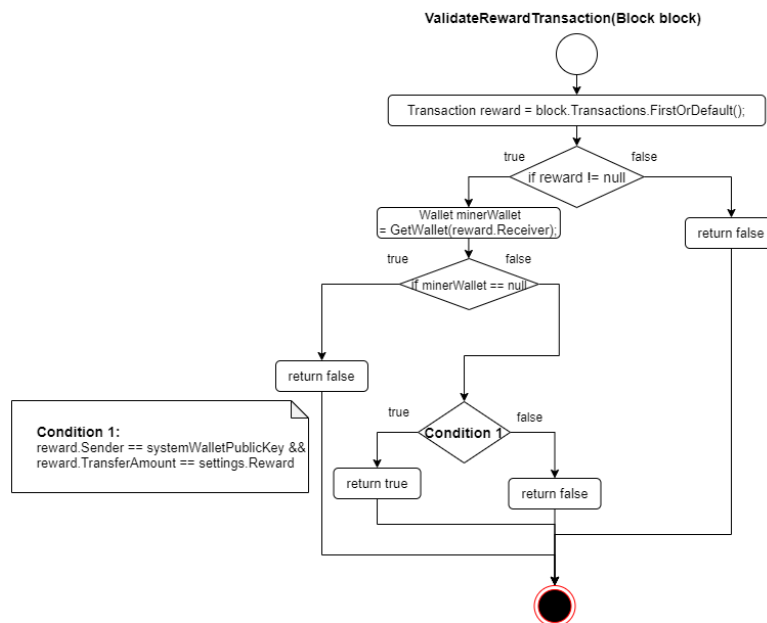 ValidateRewardTransaction(Block block)
Transaction reward = block.Transactions.FirstOrDefault();
true
false
if reward != null
Wallet minerWallet
= GetWallet(reward.Receiver);
return false
true
false
if minerWallet == null
return false
true
false
Condition 1
Condition 1:
reward.Sender == systemWalletPublicKey &&
reward.TransferAmount == settings.Reward
return true
return false